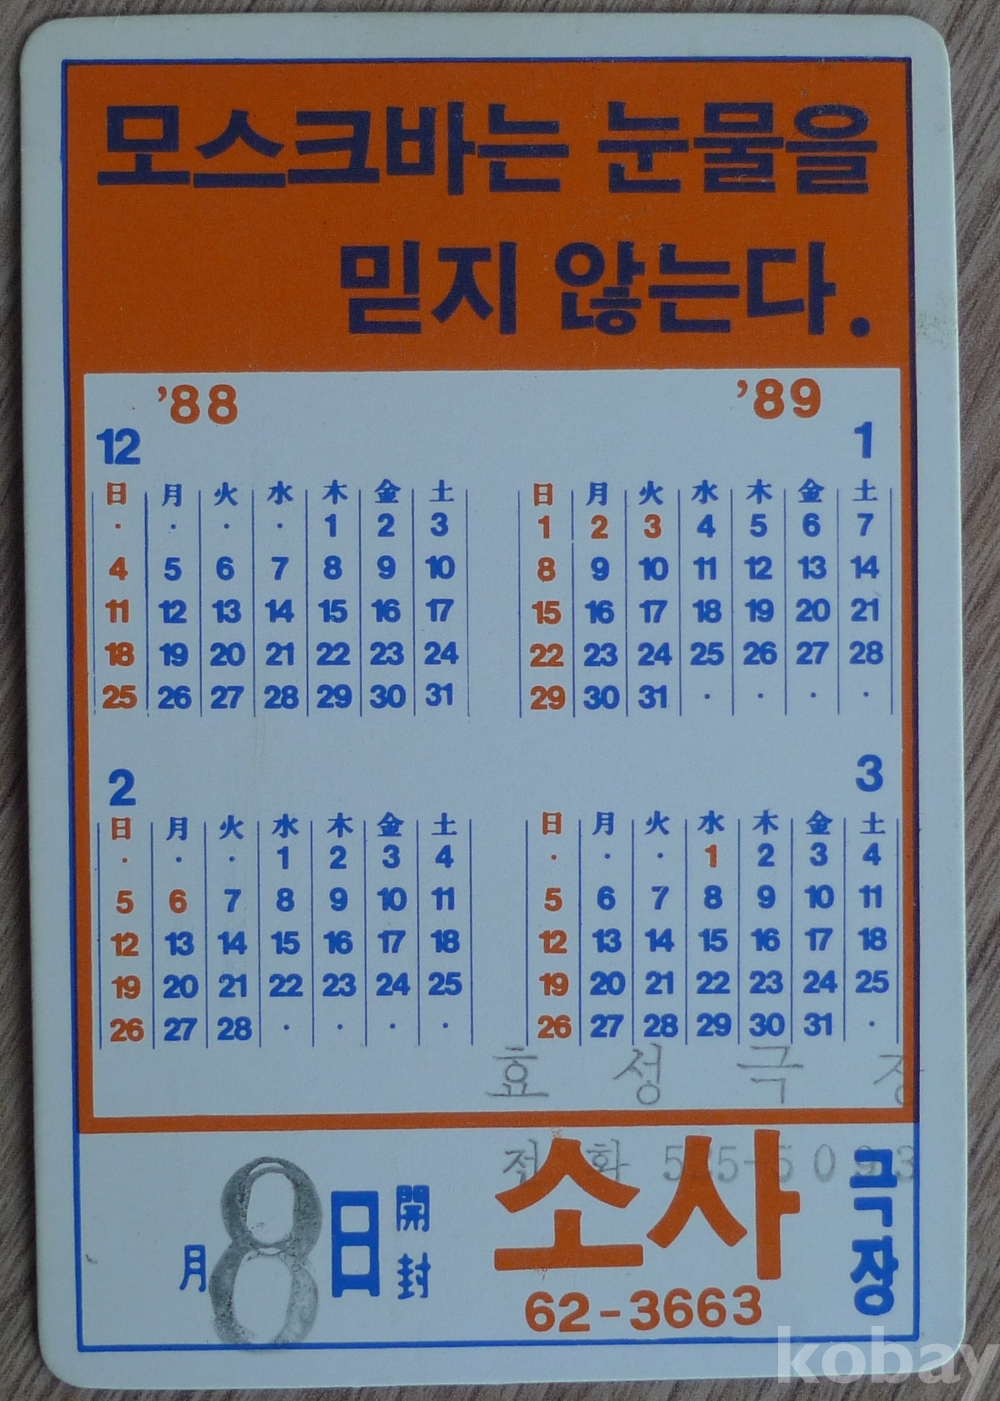 모스크바는 눈물을
믿지 않는다.
'88
'89
12
日 月 火 水 木 金 土
· · · · 1 2 3
4 5 6 7 8 9 10
11 12 13 14 15 16 17
18 19 20 21 22 23 24
25 26 27 28 29 30 31
1
日 月 火 水 木 金 土
1 2 3 4 5 6 7
8 9 10 11 12 13 14
15 16 17 18 19 20 21
22 23 24 25 26 27 28
29 30 31 · · · ·
2
日 月 火 水 木 金 土
· · · 1 2 3 4
5 6 7 8 9 10 11
12 13 14 15 16 17 18
19 20 21 22 23 24 25
26 27 28 · · · ·
3
日 月 火 水 木 金 土
· · · 1 2 3 4
5 6 7 8 9 10 11
12 13 14 15 16 17 18
19 20 21 22 23 24 25
26 27 28 29 30 31 ·
효성극장
전화
月 8日 開封
소사 극장
62-3663
kobay